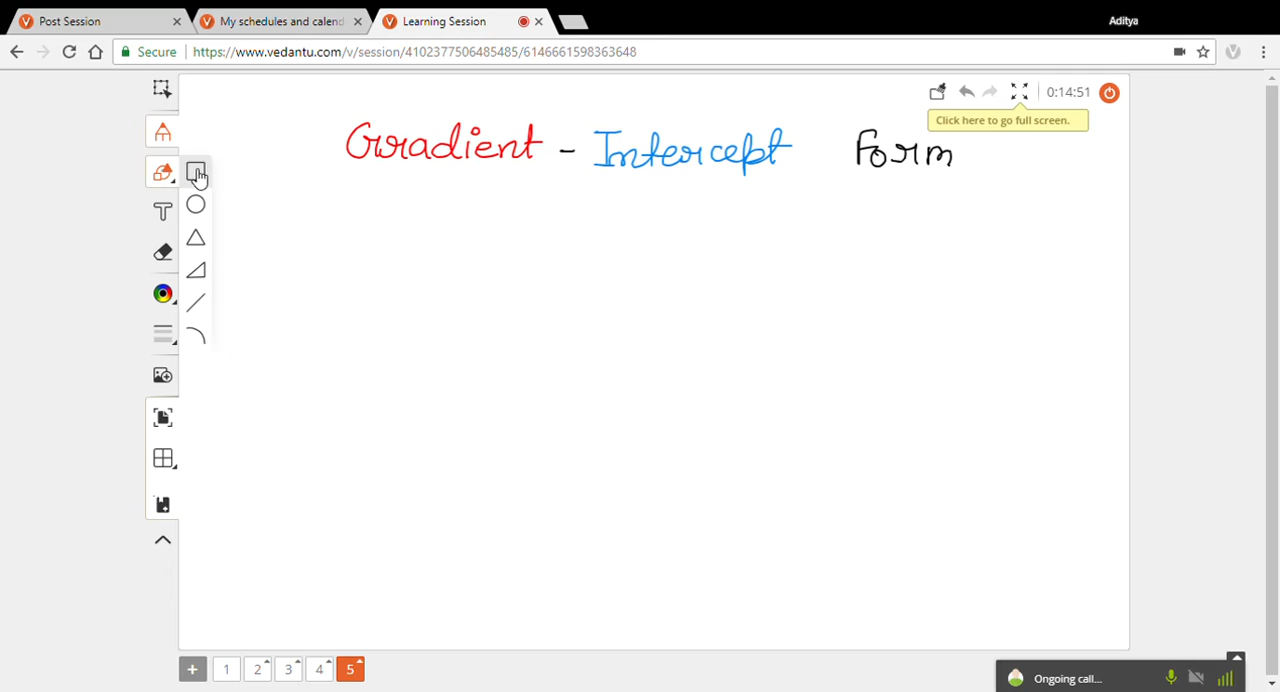 Post Session
My schedules and calend
Learning Session
Aditya
Secure
https://www.vedantu.com/v/session/4102377506485485/6146661598363648
0:14:51
Click here to go full screen.
Gradient - Intercept Form
1 2 3 4 5
Ongoing call...